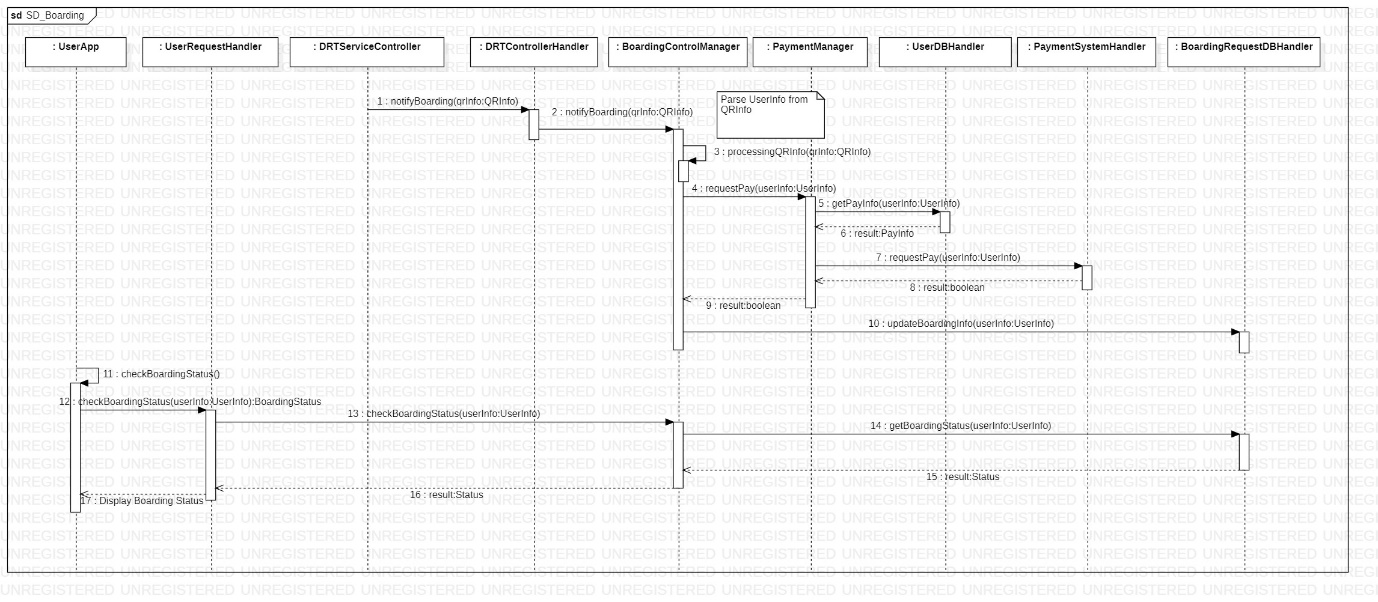 sd SD_Boarding
: UserApp
: UserRequestHandler
: DRTServiceController
: DRTControllerHandler
: BoardingControlManager
: PaymentManager
: UserDBHandler
: PaymentSystemHandler
: BoardingRequestDBHandler
1 : notifyBoarding(qrInfo:QRInfo)
Parse UserInfo from
QRInfo
2 : notifyBoarding(qrInfo:QRInfo)
3 : processingQRInfo(qrInfo:QRInfo)
4 : requestPay(userInfo:UserInfo)
5 : getPayInfo(userInfo:UserInfo)
6 : result:PayInfo
7 : requestPay(userInfo:UserInfo)
8 : result:boolean
9 : result:boolean
10 : updateBoardingInfo(userInfo:UserInfo)
11 : checkBoardingStatus()
12 : checkBoardingStatus(userInfo:UserInfo):BoardingStatus
13 : checkBoardingStatus(userInfo:UserInfo)
14 : getBoardingStatus(userInfo:UserInfo)
15 : result:Status
16 : result:Status
17 : Display Boarding Status
UNREGISTERED